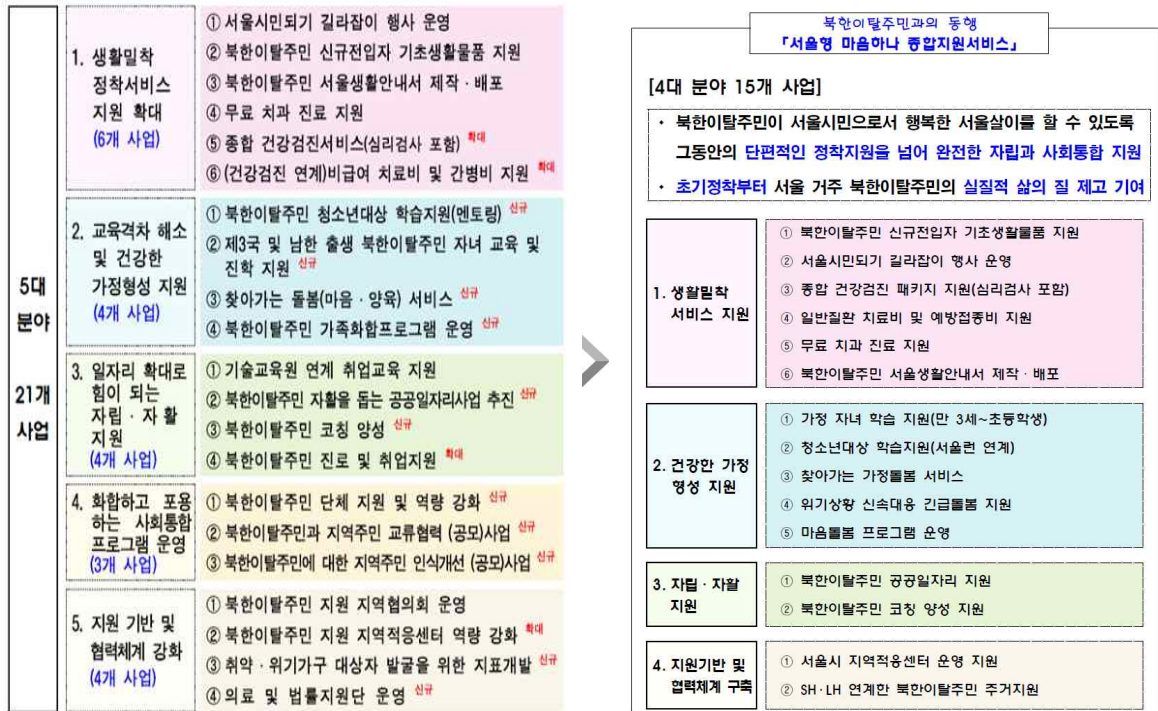 5대
분야
21개
사업
1. 생활밀착
정착서비스
지원 확대
(6개 사업)
① 서울시민되기 길라잡이 행사 운영
② 북한이탈주민 신규전입자 기초생활물품 지원
③ 북한이탈주민 서울생활안내서 제작 · 배포
④ 무료 치과 진료 지원
⑤ 종합 건강검진서비스(심리검사 포함) 확대
⑥ (건강검진 연계)비급여 치료비 및 간병비 지원 확대
2. 교육격차 해소
및 건강한
가정형성 지원
(4개 사업)
① 북한이탈주민 청소년대상 학습지원(멘토링) 신규
② 제3국 및 남한 출생 북한이탈주민 자녀 교육 및
진학 지원 신규
③ 찾아가는 돌봄(마음 · 양육) 서비스 신규
④ 북한이탈주민 가족화합프로그램 운영 신규
3. 일자리 확대로
힘이 되는
자립 · 자활
지원
(4개 사업)
① 기술교육원 연계 취업교육 지원
② 북한이탈주민 자활을 돕는 공공일자리사업 추진 신규
③ 북한이탈주민 코칭 양성 신규
④ 북한이탈주민 진로 및 취업지원 확대
4. 화합하고 포용
하는 사회통합
프로그램 운영
(3개 사업)
① 북한이탈주민 단체 지원 및 역량 강화 신규
② 북한이탈주민과 지역주민 교류협력 (공모)사업 신규
③ 북한이탈주민에 대한 지역주민 인식개선 (공모)사업 신규
5. 지원 기반 및
협력체계 강화
(4개 사업)
① 북한이탈주민 지원 지역협의회 운영
② 북한이탈주민 지원 지역적응센터 역량 강화 확대
③ 취약 · 위기가구 대상자 발굴을 위한 지표개발 신규
④ 의료 및 법률지원단 운영 신규
북한이탈주민과의 동행
「서울형 마음하나 종합지원서비스」
[4대 분야 15개 사업]
· 북한이탈주민이 서울시민으로서 행복한 서울살이를 할 수 있도록
그동안의 단편적인 정착지원을 넘어 완전한 자립과 사회통합 지원
· 초기정착부터 서울 거주 북한이탈주민의 실질적 삶의 질 제고 기여
1. 생활밀착
서비스 지원
① 북한이탈주민 신규전입자 기초생활물품 지원
② 서울시민되기 길라잡이 행사 운영
③ 종합 건강검진 패키지 지원(심리검사 포함)
④ 일반질환 치료비 및 예방접종비 지원
⑤ 무료 치과 진료 지원
⑥ 북한이탈주민 서울생활안내서 제작 · 배포
2. 건강한 가정
형성 지원
① 가정 자녀 학습 지원(만 3세~초등학생)
② 청소년대상 학습지원(서울런 연계)
③ 찾아가는 가정돌봄 서비스
④ 위기상황 신속대응 긴급돌봄 지원
⑤ 마음돌봄 프로그램 운영
3. 자립 · 자활
지원
① 북한이탈주민 공공일자리 지원
② 북한이탈주민 코칭 양성 지원
4. 지원기반 및
협력체계 구축
① 서울시 지역적응센터 운영 지원
② SH·LH 연계한 북한이탈주민 주거지원